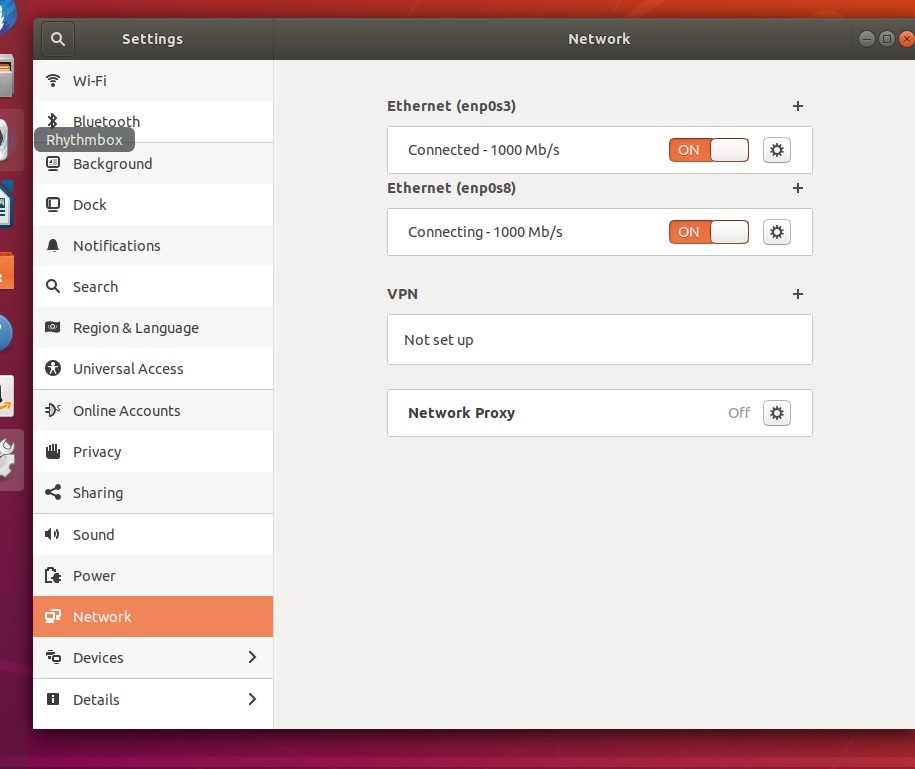 Settings
Network
Wi-Fi
Bluetooth
Rhythmbox
Background
Dock
Notifications
Search
Region & Language
Universal Access
Online Accounts
Privacy
Sharing
Sound
Power
Network
Devices
Details
Ethernet (enp0s3)
Connected - 1000 Mb/s
ON
Ethernet (enp0s8)
Connecting - 1000 Mb/s
ON
VPN
Not set up
Network Proxy
Off